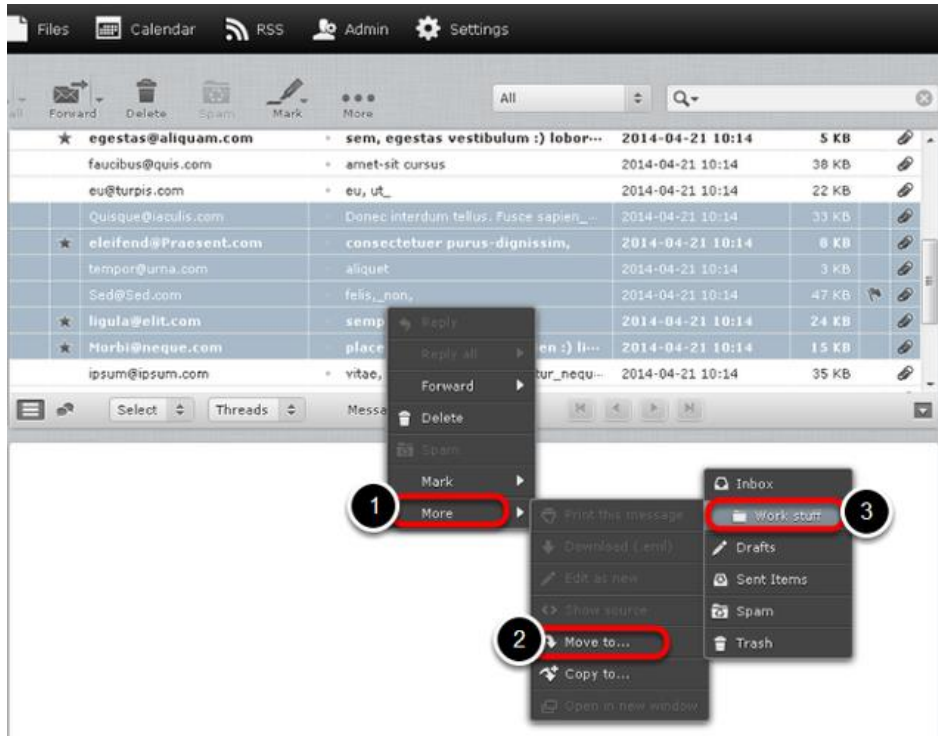 Files Calendar RSS Admin Settings
Forward Delete Spam Mark More All
egestas@aliquam.com sem, egestas vestibulum :) lobor... 2014-04-21 10:14 5 KB
faucibus@quis.com amet-sit cursus 2014-04-21 10:14 38 KB
eu@turpis.com eu, ut_ 2014-04-21 10:14 22 KB
Quisque@iaculis.com Donec interdum tellus. Fusce sapien_... 2014-04-21 10:14 33 KB
eleifend@Praesent.com consectetuer purus-dignissim, 2014-04-21 10:14 8 KB
tempor@urna.com aliquet 2014-04-21 10:14 3 KB
Sed@Sed.com felis,_non, 2014-04-21 10:14 47 KB
ligula@elit.com semp 2014-04-21 10:14 24 KB
Morbi@neque.com place en :) li... 2014-04-21 10:14 15 KB
ipsum@ipsum.com vitae, tur_nequ... 2014-04-21 10:14 35 KB
Select Threads Messa
Reply
Reply all
Forward
Delete
Spam
Mark
1 More
Print this message
Download (.eml)
Edit as new
Show source
2 Move to...
Copy to...
Open in new window
Inbox
Work stuff 3
Drafts
Sent Items
Spam
Trash